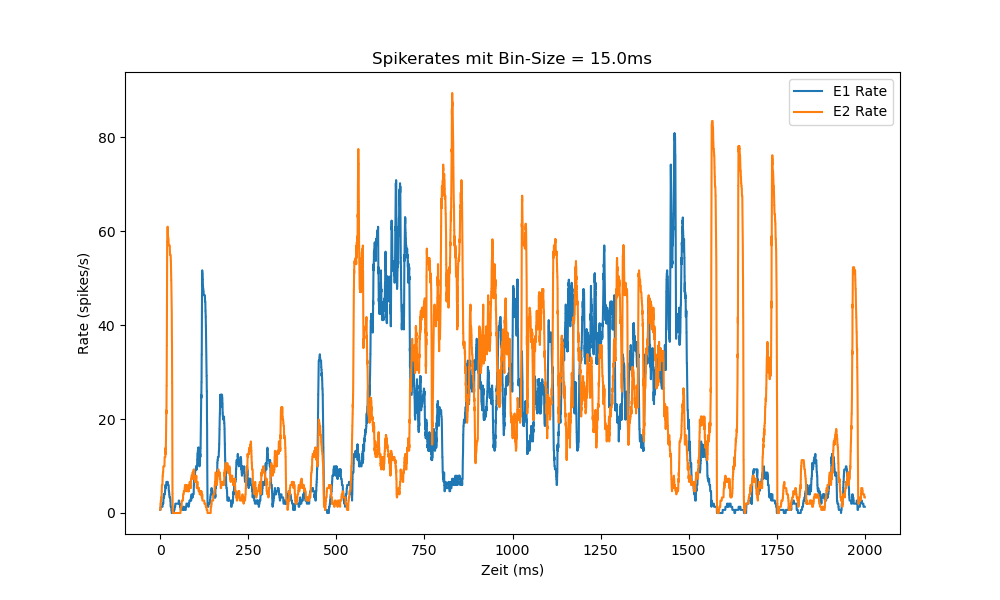 Spikerates mit Bin-Size = 15.0ms
E1 Rate
E2 Rate
Rate (spikes/s)
80
60
40
20
0
0 250 500 750 1000 1250 1500 1750 2000
Zeit (ms)